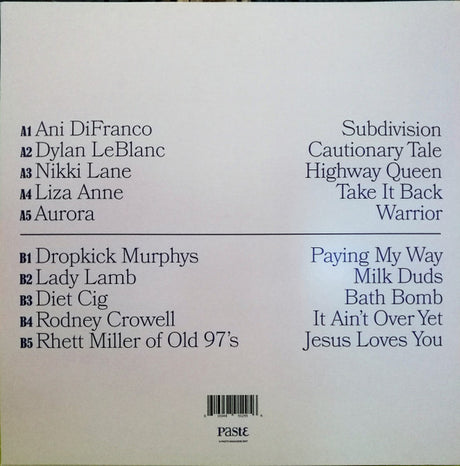 A1 Ani DiFranco Subdivision
A2 Dylan LeBlanc Cautionary Tale
A3 Nikki Lane Highway Queen
A4 Liza Anne Take It Back
A5 Aurora Warrior
B1 Dropkick Murphys Paying My Way
B2 Lady Lamb Milk Duds
B3 Diet Cig Bath Bomb
B4 Rodney Crowell It Ain't Over Yet
B5 Rhett Miller of Old 97's Jesus Loves You
Paste